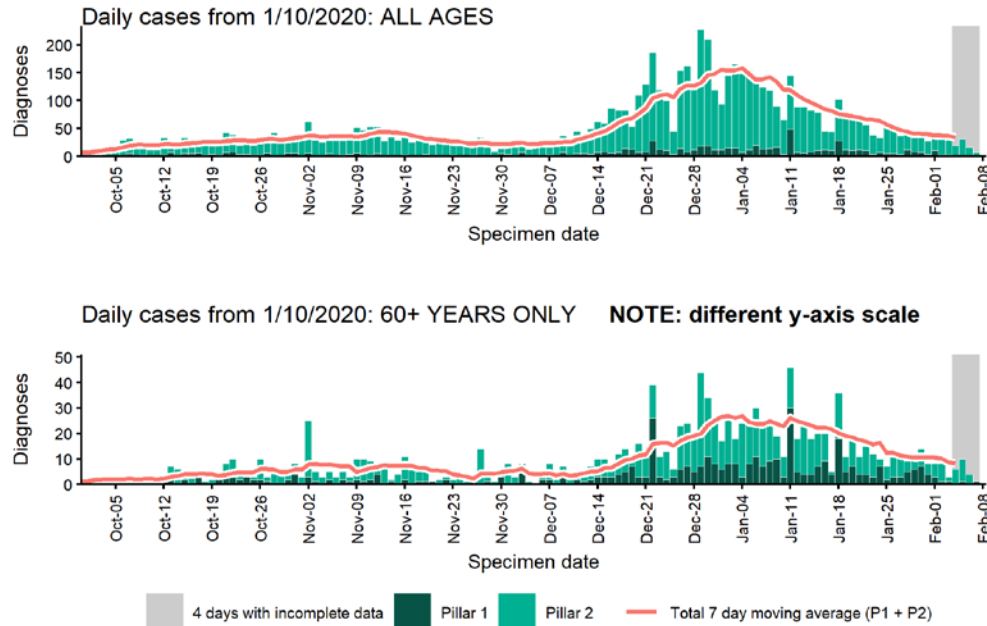 Daily cases from 1/10/2020: ALL AGES
Diagnoses
200
150
100
50
0
Oct-05
Oct-12
Oct-19
Oct-26
Nov-02
Nov-09
Nov-16
Nov-23
Nov-30
Dec-07
Dec-14
Dec-21
Dec-28
Jan-04
Jan-11
Jan-18
Jan-25
Feb-01
Feb-08
Specimen date
Daily cases from 1/10/2020: 60+ YEARS ONLY NOTE: different y-axis scale
Diagnoses
50
40
30
20
10
0
Oct-05
Oct-12
Oct-19
Oct-26
Nov-02
Nov-09
Nov-16
Nov-23
Nov-30
Dec-07
Dec-14
Dec-21
Dec-28
Jan-04
Jan-11
Jan-18
Jan-25
Feb-01
Feb-08
Specimen date
4 days with incomplete data Pillar 1 Pillar 2 Total 7 day moving average (P1 + P2)